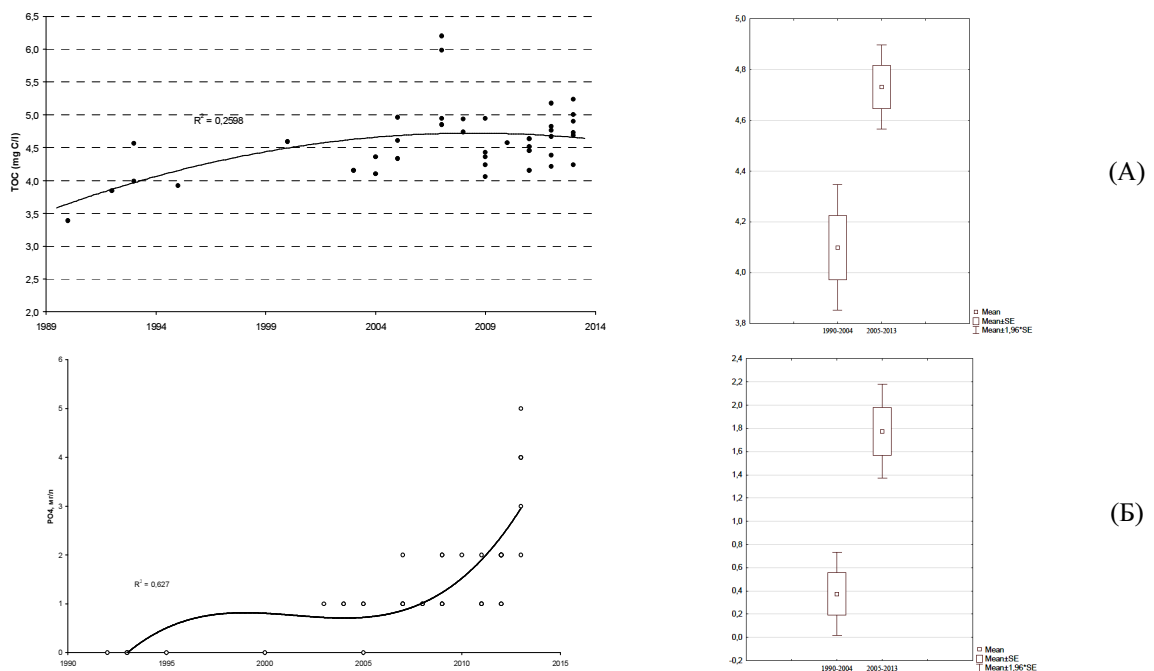 6,5
6,0
5,5
5,0
4,5
4,0
3,5
3,0
2,5
2,0
TOC (mg C/l)
R² = 0,2598
1989 1994 1999 2004 2009 2014
5,0
4,8
4,6
4,4
4,2
4,0
3,8
1990-2004 2005-2013
Mean
Mean±SE
Mean±1,96*SE
(А)
6
5
4
3
2
1
0
PO4, мг/л
R² = 0,627
1990 1995 2000 2005 2010 2015
2,4
2,2
2,0
1,8
1,6
1,4
1,2
1,0
0,8
0,6
0,4
0,2
0,0
-0,2
1990-2004 2005-2013
Mean
Mean±SE
Mean±1,96*SE
(Б)